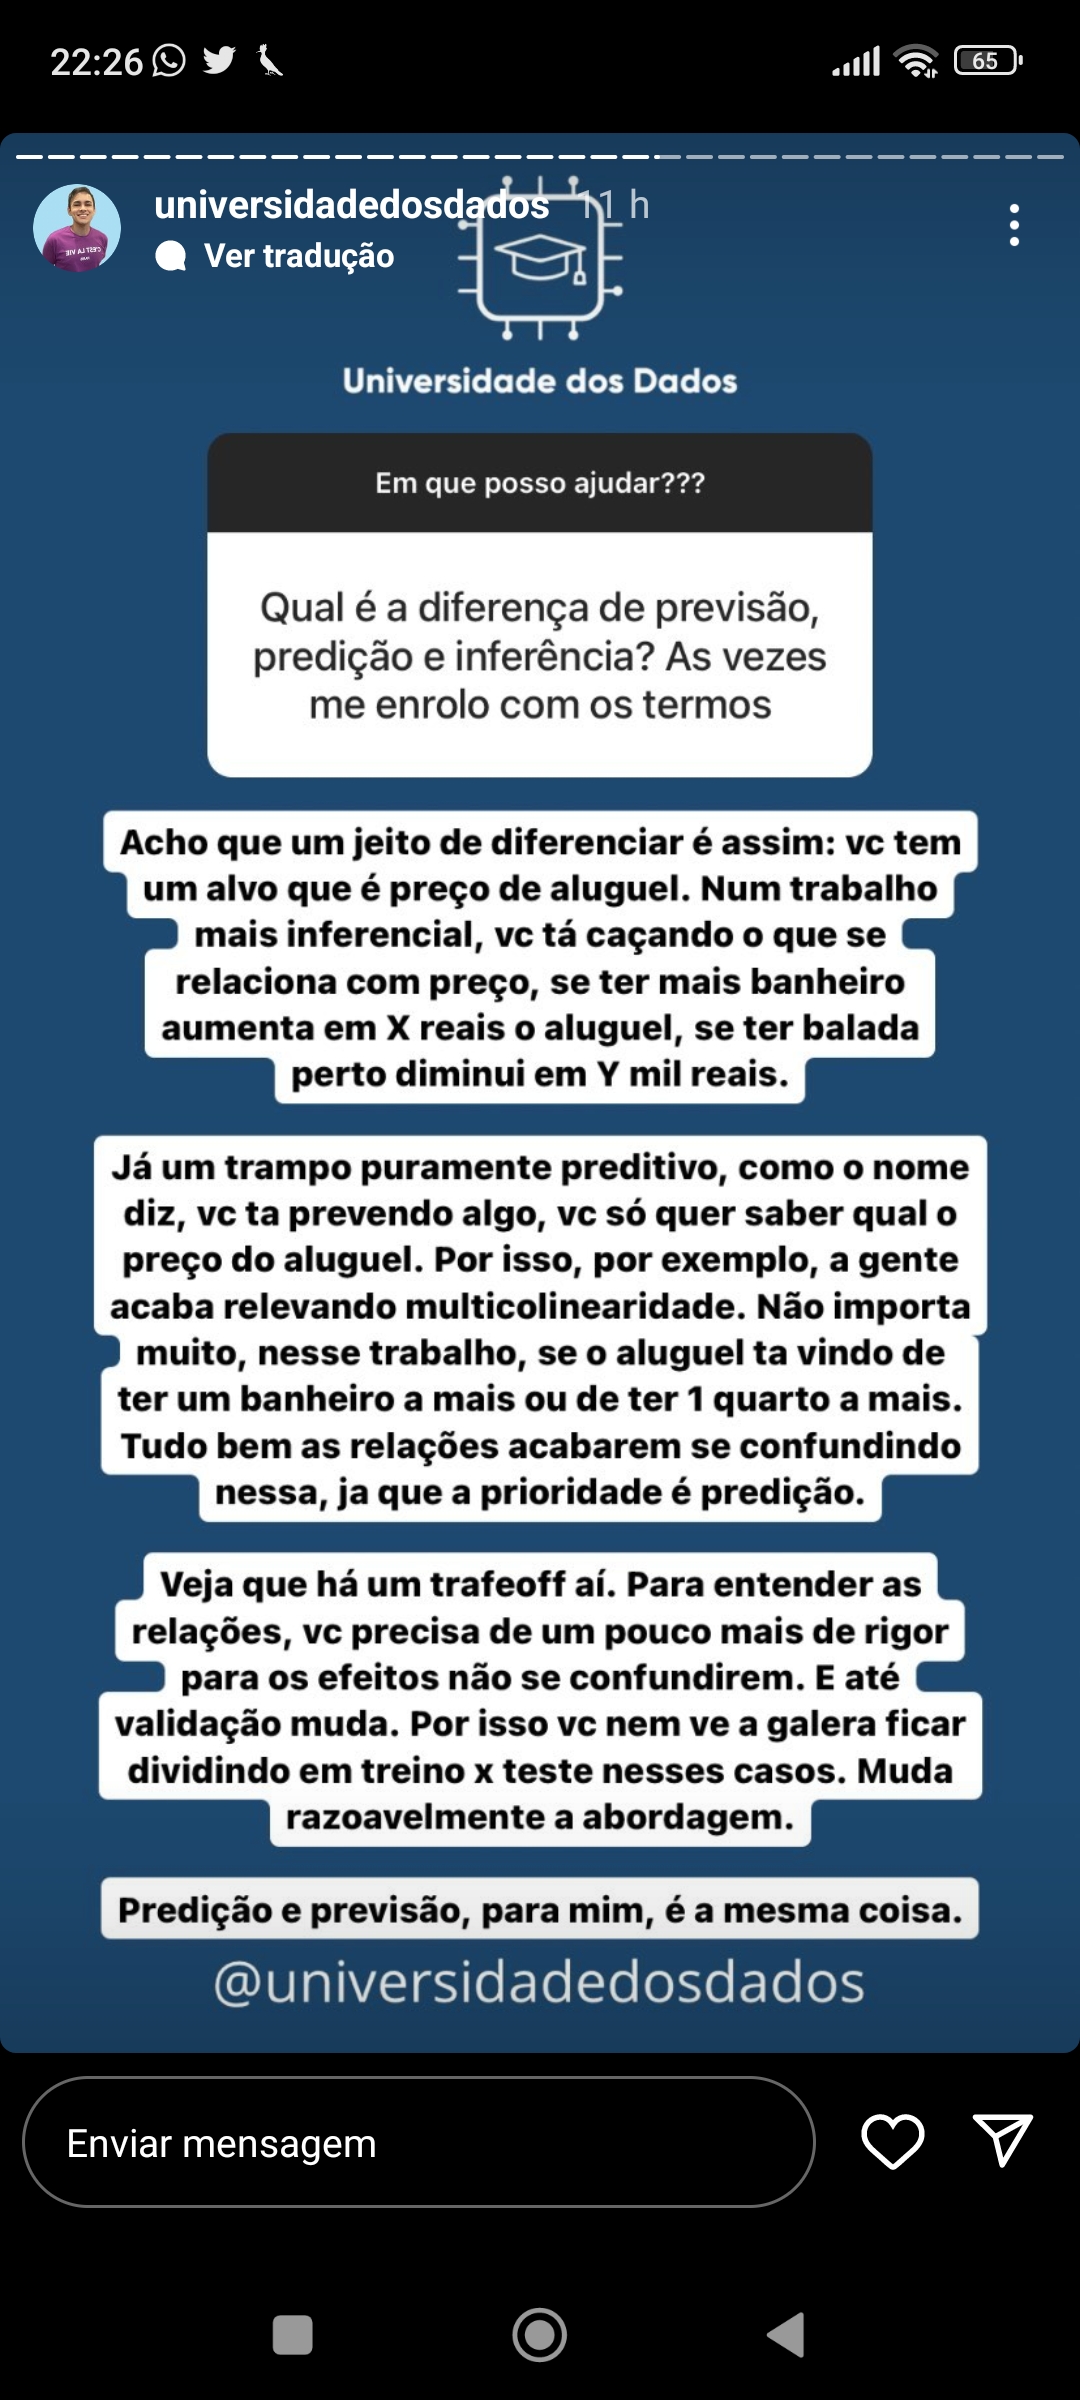 22:26
65
universidadedosdados 11 h
Ver tradução
Universidade dos Dados
Em que posso ajudar???
Qual é a diferença de previsão,
predição e inferência? As vezes
me enrolo com os termos
Acho que um jeito de diferenciar é assim: vc tem
um alvo que é preço de aluguel. Num trabalho
mais inferencial, vc tá caçando o que se
relaciona com preço, se ter mais banheiro
aumenta em X reais o aluguel, se ter balada
perto diminui em Y mil reais.
Já um trampo puramente preditivo, como o nome
diz, vc ta prevendo algo, vc só quer saber qual o
preço do aluguel. Por isso, por exemplo, a gente
acaba relevando multicolinearidade. Não importa
muito, nesse trabalho, se o aluguel ta vindo de
ter um banheiro a mais ou de ter 1 quarto a mais.
Tudo bem as relações acabarem se confundindo
nessa, ja que a prioridade é predição.
Veja que há um trafeoff aí. Para entender as
relações, vc precisa de um pouco mais de rigor
para os efeitos não se confundirem. E até
validação muda. Por isso vc nem ve a galera ficar
dividindo em treino x teste nesses casos. Muda
razoavelmente a abordagem.
Predição e previsão, para mim, é a mesma coisa.
@universidadedosdados
Enviar mensagem